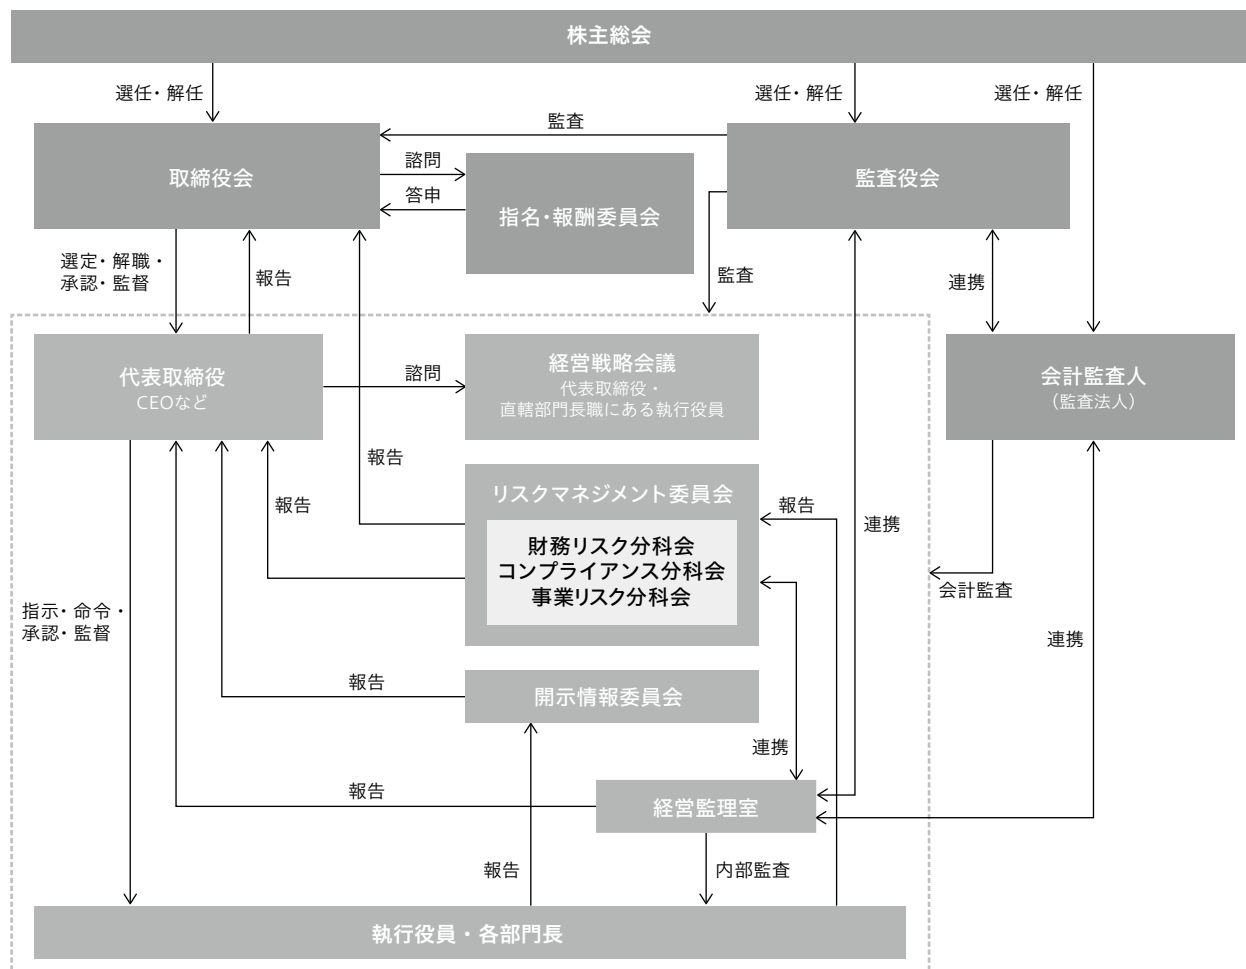 株主総会
選任・解任
選任・解任
選任・解任
監査
取締役会
諮問
答申
指名・報酬委員会
監査役会
選定・解職・
承認・監督
報告
監査
連携
代表取締役
CEOなど
諮問
経営戦略会議
代表取締役・
直轄部門長職にある執行役員
会計監査人
（監査法人）
報告
報告
リスクマネジメント委員会
財務リスク分科会
コンプライアンス分科会
事業リスク分科会
報告
連携
会計監査
指示・命令・
承認・監督
連携
報告
開示情報委員会
連携
報告
経営監理室
報告
内部監査
執行役員・各部門長